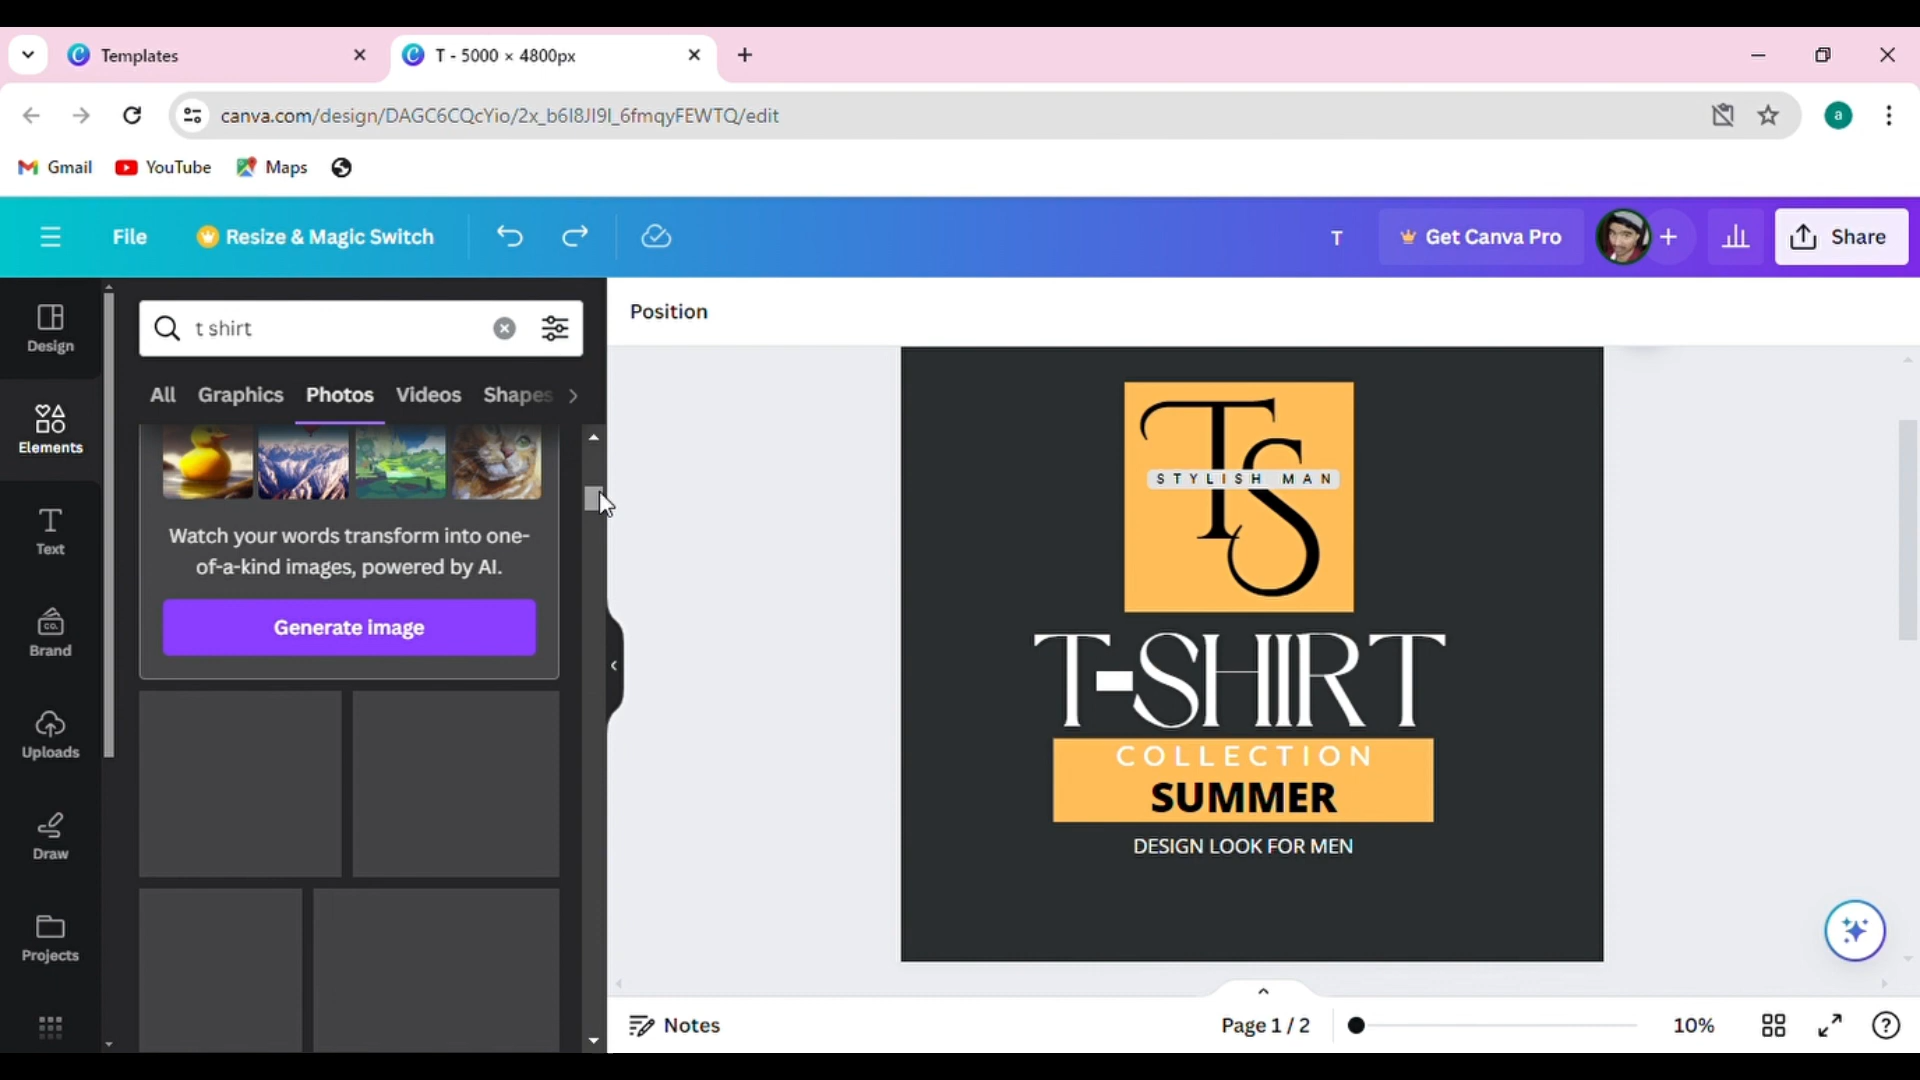 Templates
T - 5000 × 4800px
canva.com/design/DAGC6CQcYio/2x_b6I8JI9I_6fmqyFEWTQ/edit
a
Gmail
YouTube
Maps
File
Resize & Magic Switch
T
Get Canva Pro
Share
Design
Elements
Text
CO.
Brand
Uploads
Draw
Projects
t shirt
All
Graphics
Photos
Videos
Shapes
Watch your words transform into one-
of-a-kind images, powered by AI.
Generate image
Position
TS
STYLISH MAN
T-SHIRT
COLLECTION
SUMMER
DESIGN LOOK FOR MEN
Notes
Page 1 / 2
10%